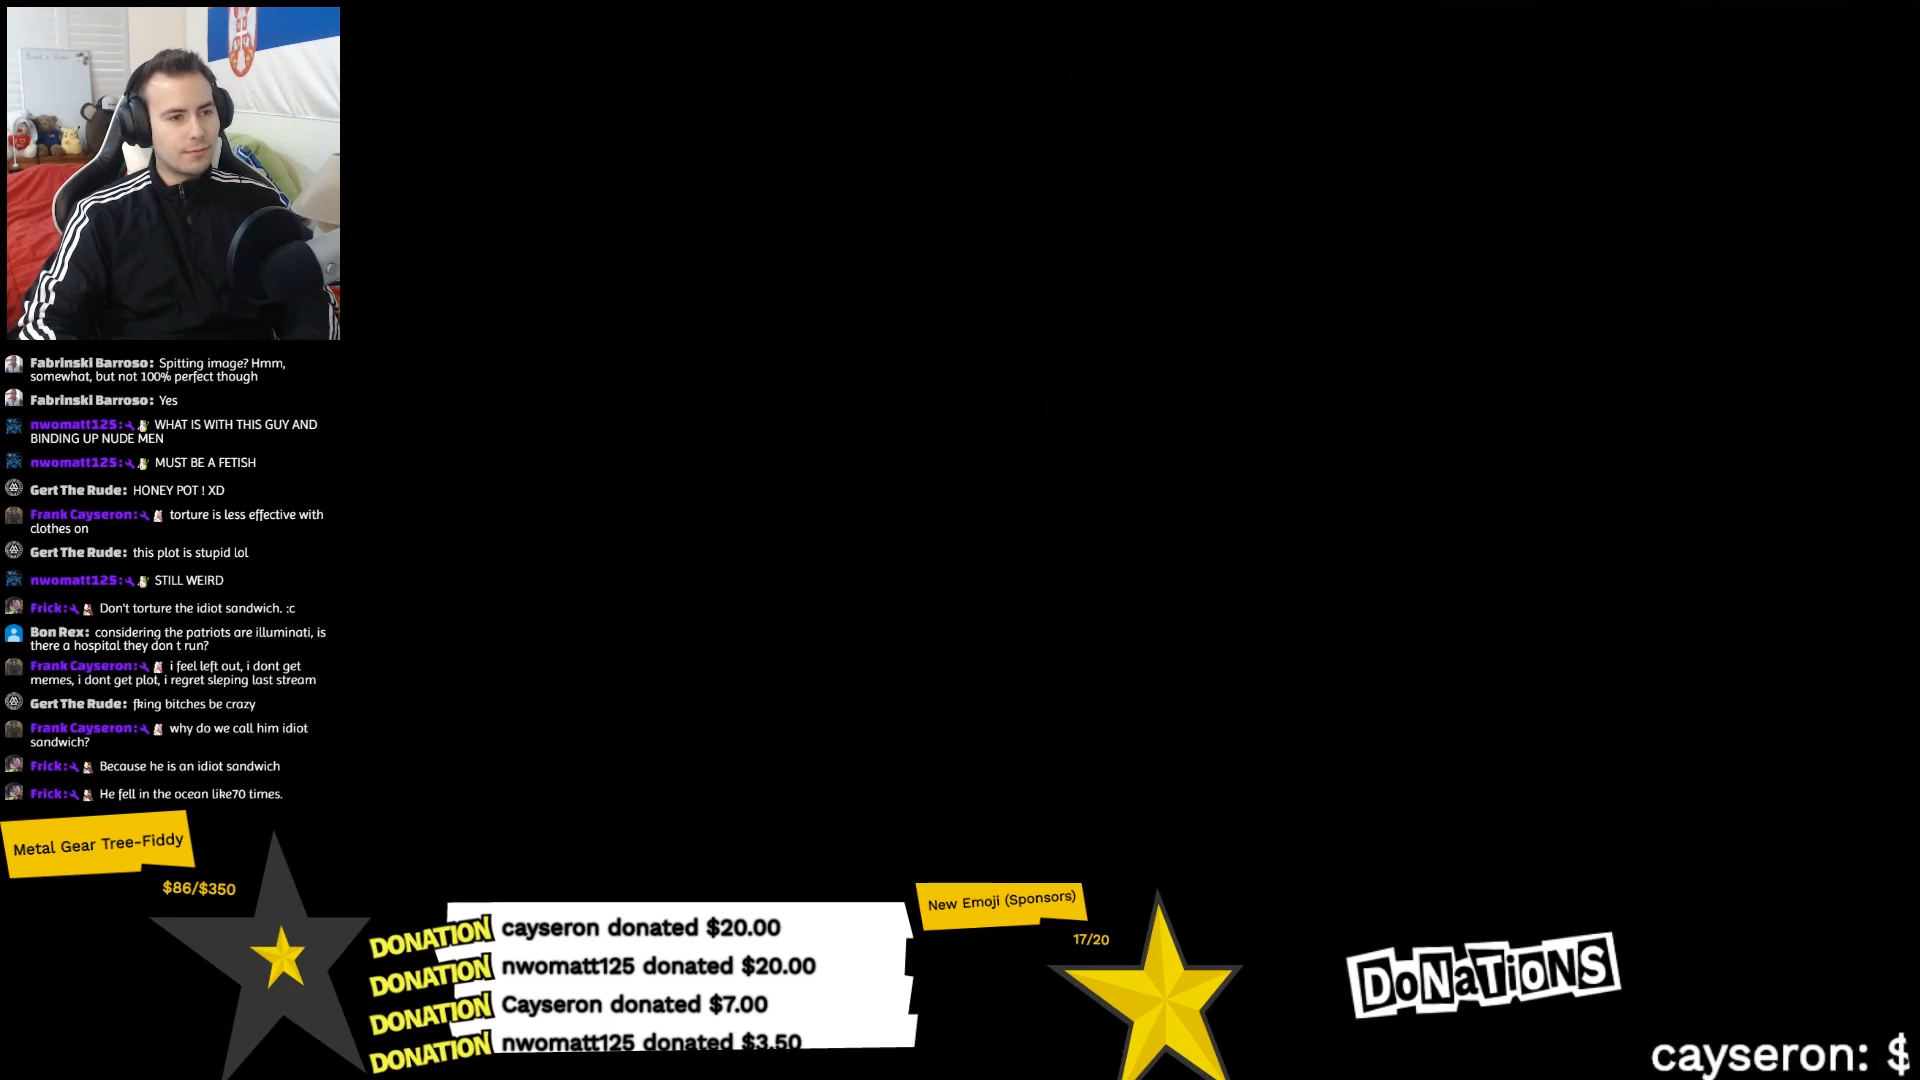 Fabrinski Barroso: Spitting image? Hmm,
somewhat, but not 100% perfect though
Fabrinski Barroso: Yes
nwomatt125: WHAT IS WITH THIS GUY AND
BINDING UP NUDE MEN
nwomatt125: MUST BE A FETISH
Gert The Rude: HONEY POT ! XD
Frank Cayseron: torture is less effective with
clothes on
Gert The Rude: this plot is stupid lol
nwomatt125: STILL WEIRD
Frick: Don't torture the idiot sandwich. :c
Bon Rex: considering the patriots are illuminati, is
there a hospital they don t run?
Frank Cayseron: i feel left out, i dont get
memes, i dont get plot, i regret sleping last stream
Gert The Rude: fking bitches be crazy
Frank Cayseron: why do we call him idiot
sandwich?
Frick: Because he is an idiot sandwich
Frick: He fell in the ocean like70 times.
Metal Gear Tree-Fiddy
$86/$350
DONATION cayseron donated $20.00
DONATION nwomatt125 donated $20.00
DONATION Cayseron donated $7.00
DONATION nwomatt125 donated $3.50
New Emoji (Sponsors)
17/20
DoNaTioNS
cayseron: $